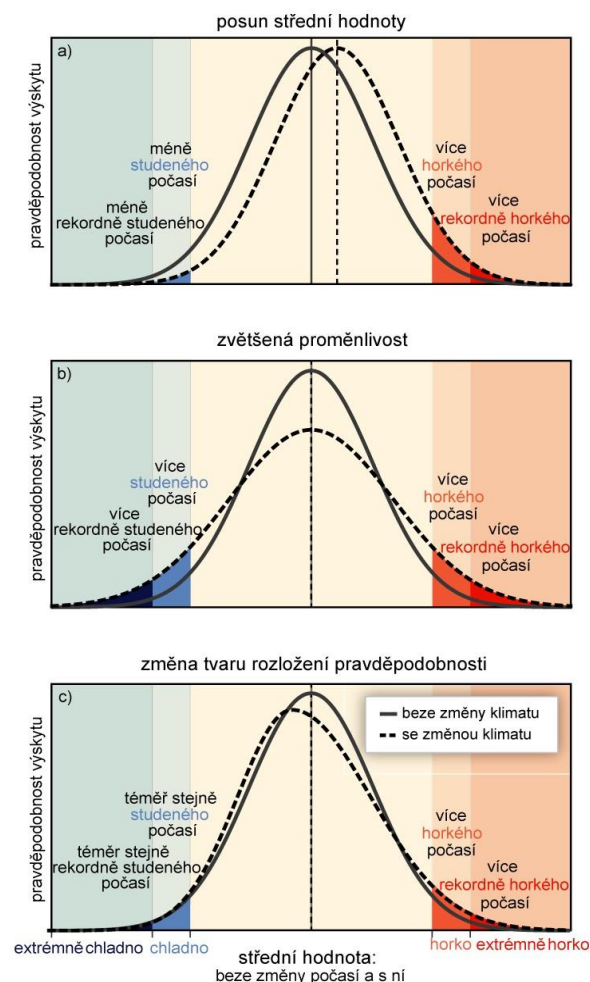 posun střední hodnoty
pravděpodobnost výskytu
a)
méně
studeného
počasí
méně
rekordně studeného
počasí
více
horkého
počasí
více
rekordně horkého
počasí
zvětšená proměnlivost
pravděpodobnost výskytu
b)
více
studeného
počasí
více
rekordně studeného
počasí
více
horkého
počasí
více
rekordně horkého
počasí
změna tvaru rozložení pravděpodobnosti
pravděpodobnost výskytu
c)
beze změny klimatu
se změnou klimatu
téměř stejně
studeného
počasí
témér stejně
rekordně studeného
počasí
více
horkého
počasí
více
rekordně horkého
počasí
extrémně chladno
chladno
horko
extrémně horko
střední hodnota:
beze změny počasí a s ní